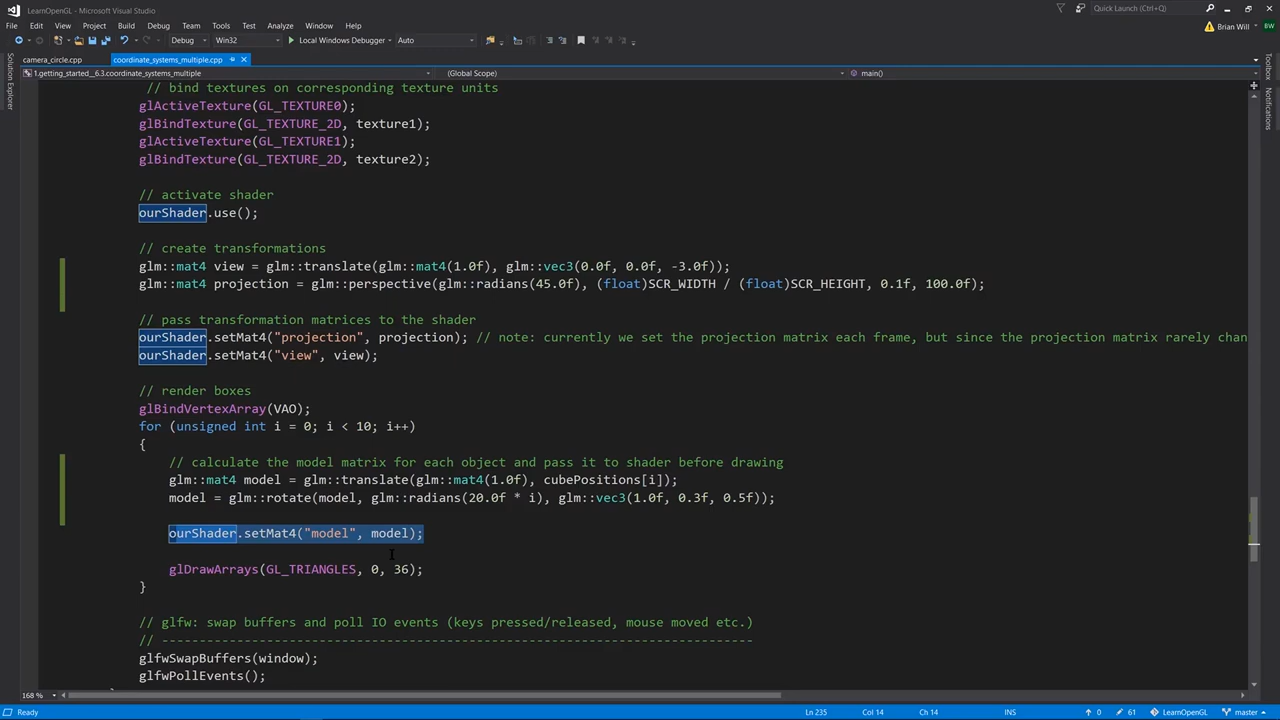 LearnOpenGL - Microsoft Visual Studio
Quick Launch (Ctrl+Q)
File Edit View Project Build Debug Team Tools Test Analyze Window Help
Brian Will
BW
Debug Win32 Local Windows Debugger Auto
Solution Explorer
camera_circle.cpp coordinate_systems_multiple.cpp
Toolbox
Notifications
1.getting_started__6.3.coordinate_systems_multiple (Global Scope) main()
// bind textures on corresponding texture units
glActiveTexture(GL_TEXTURE0);
glBindTexture(GL_TEXTURE_2D, texture1);
glActiveTexture(GL_TEXTURE1);
glBindTexture(GL_TEXTURE_2D, texture2);
// activate shader
ourShader.use();
// create transformations
glm::mat4 view = glm::translate(glm::mat4(1.0f), glm::vec3(0.0f, 0.0f, -3.0f));
glm::mat4 projection = glm::perspective(glm::radians(45.0f), (float)SCR_WIDTH / (float)SCR_HEIGHT, 0.1f, 100.0f);
// pass transformation matrices to the shader
ourShader.setMat4("projection", projection); // note: currently we set the projection matrix each frame, but since the projection matrix rarely chan
ourShader.setMat4("view", view);
// render boxes
glBindVertexArray(VAO);
for (unsigned int i = 0; i < 10; i++)
{
// calculate the model matrix for each object and pass it to shader before drawing
glm::mat4 model = glm::translate(glm::mat4(1.0f), cubePositions[i]);
model = glm::rotate(model, glm::radians(20.0f * i), glm::vec3(1.0f, 0.3f, 0.5f));
ourShader.setMat4("model", model);
glDrawArrays(GL_TRIANGLES, 0, 36);
}
// glfw: swap buffers and poll IO events (keys pressed/released, mouse moved etc.)
// -------------------------------------------------------------------------------
glfwSwapBuffers(window);
glfwPollEvents();
168 %
Ready Ln 235 Col 14 Ch 14 INS 0 61 LearnOpenGL master